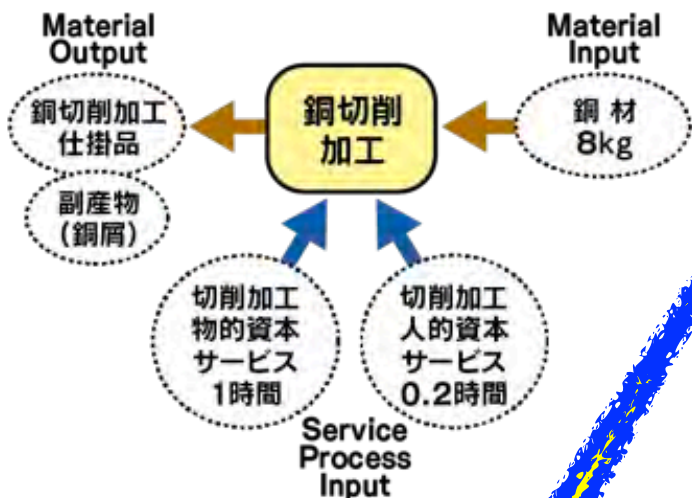 Material
Output
銅切削加工
仕掛品
副産物
(銅屑)
銅切削
加工
Material
Input
銅 材
8kg
切削加工
物的資本
サービス
1時間
切削加工
人的資本
サービス
0.2時間
Service
Process
Input